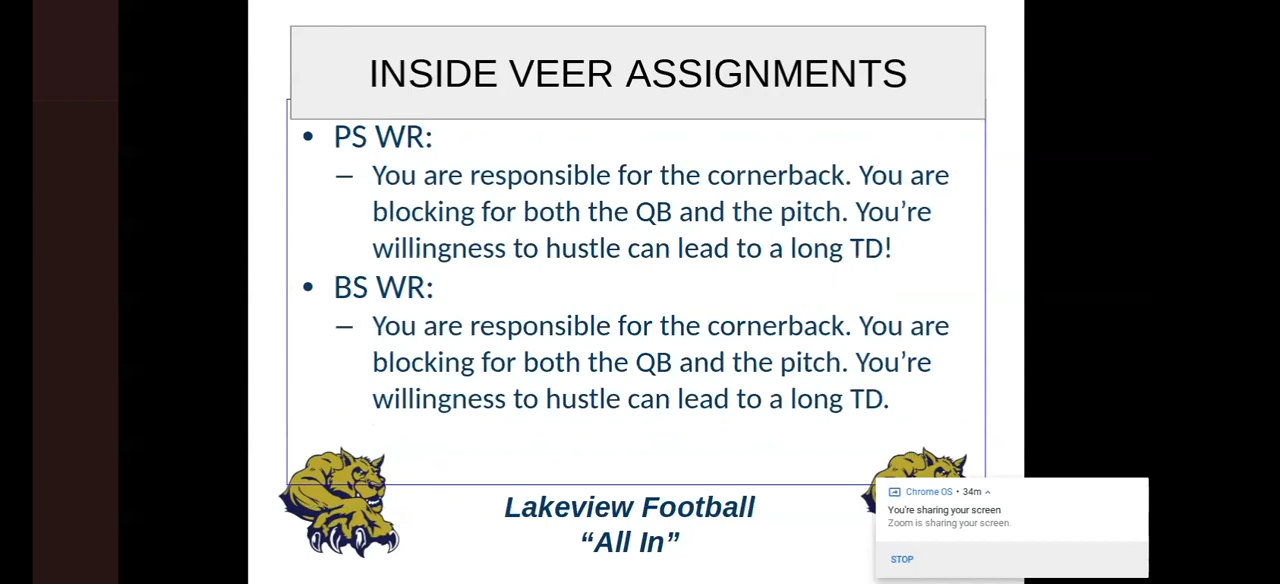 INSIDE VEER ASSIGNMENTS
• PS WR:
– You are responsible for the cornerback. You are
blocking for both the QB and the pitch. You’re
willingness to hustle can lead to a long TD!
• BS WR:
– You are responsible for the cornerback. You are
blocking for both the QB and the pitch. You’re
willingness to hustle can lead to a long TD.
Lakeview Football
“All In”
Chrome OS • 34m
You're sharing your screen
Zoom is sharing your screen.
STOP